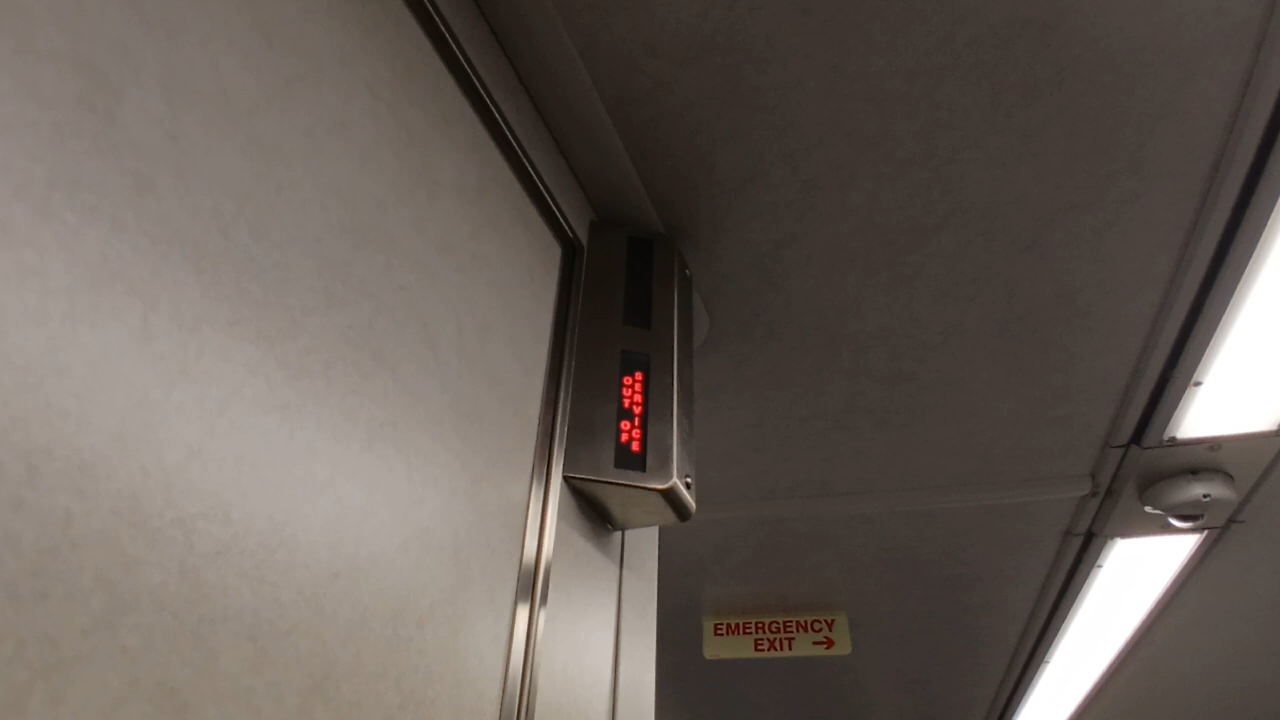 OUT OF
SERVICE
EMERGENCY
EXIT →